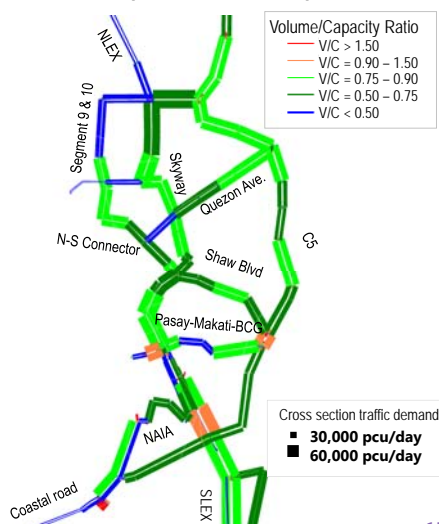 Volume/Capacity Ratio
V/C > 1.50
V/C = 0.90 – 1.50
V/C = 0.75 – 0.90
V/C = 0.50 – 0.75
V/C < 0.50
NLEX
Segment 9 & 10
Skyway
Quezon Ave.
C5
N-S Connector
Shaw Blvd
Pasay-Makati-BCG
NAIA
Coastal road
SLEX
Cross section traffic demand
30,000 pcu/day
60,000 pcu/day